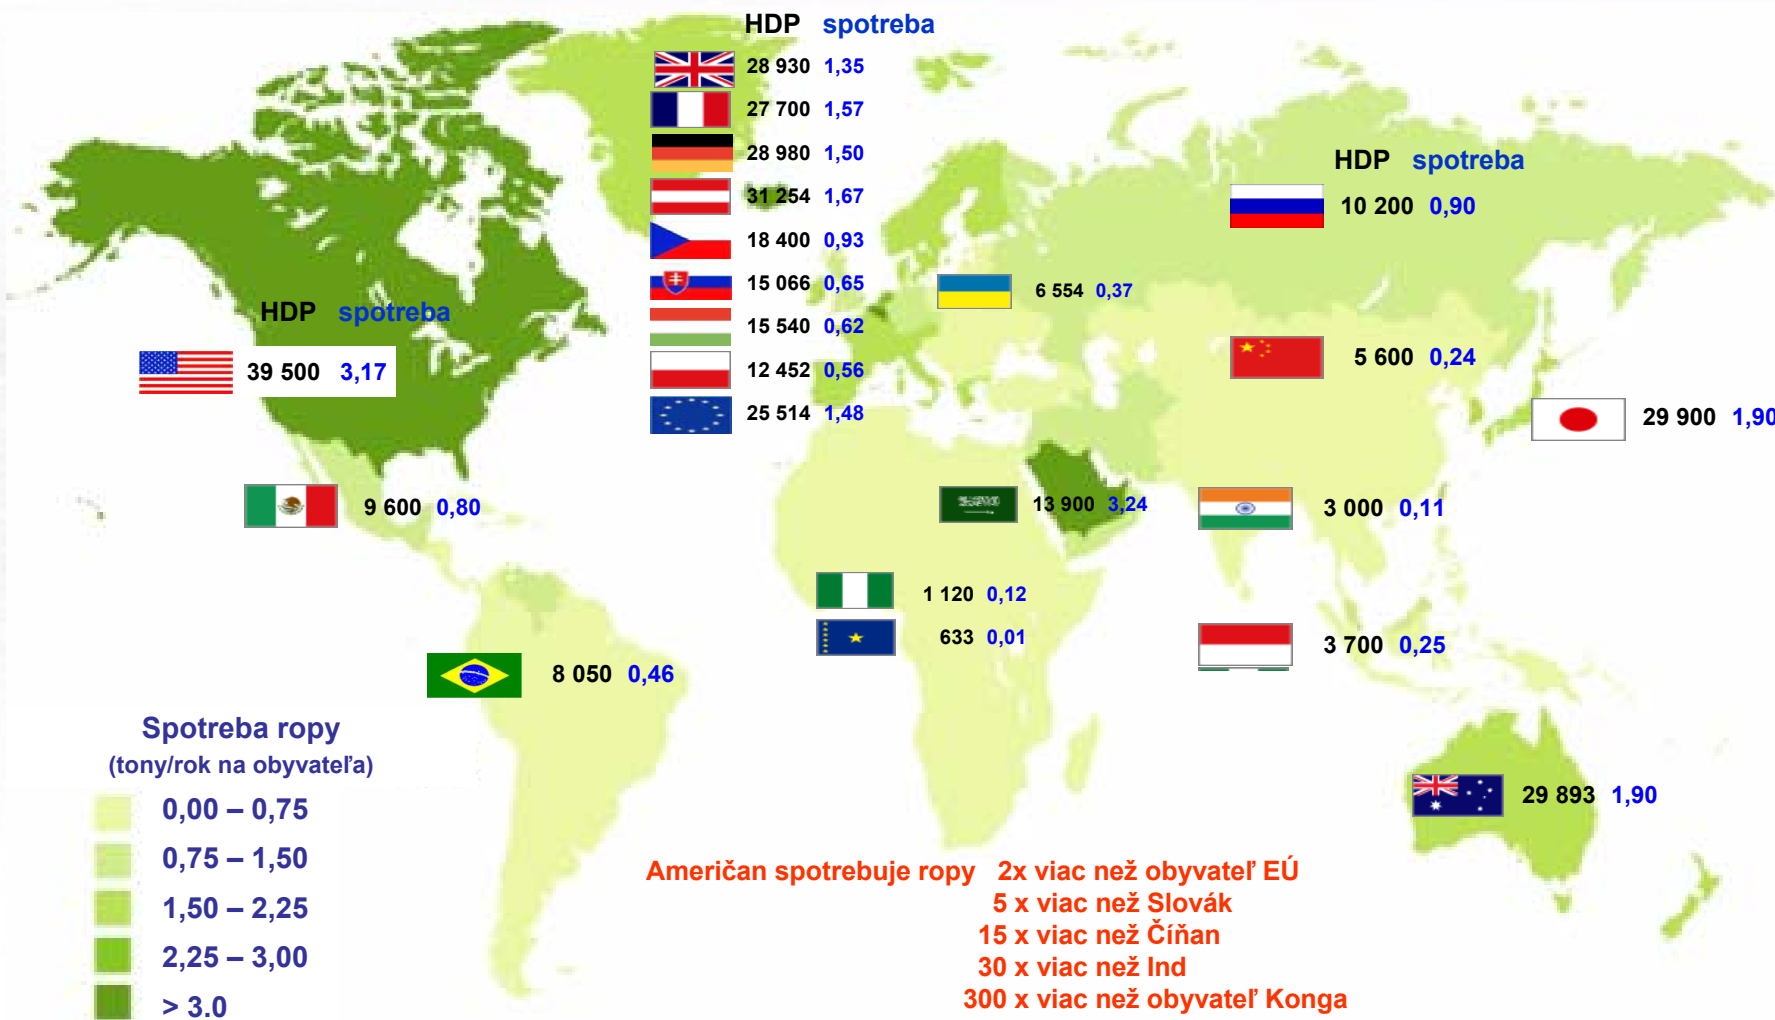 HDP spotreba
28 930 1,35
27 700 1,57
28 980 1,50
31 254 1,67
18 400 0,93
15 066 0,65
15 540 0,62
12 452 0,56
25 514 1,48
HDP spotreba
10 200 0,90
6 554 0,37
HDP spotreba
39 500 3,17
5 600 0,24
29 900 1,90
9 600 0,80
13 900 3,24
3 000 0,11
1 120 0,12
633 0,01
3 700 0,25
8 050 0,46
29 893 1,90
Spotreba ropy
(tony/rok na obyvateľa)
0,00 – 0,75
0,75 – 1,50
1,50 – 2,25
2,25 – 3,00
> 3.0
Američan spotrebuje ropy 2x viac než obyvateľ EÚ
5 x viac než Slovák
15 x viac než Číňan
30 x viac než Ind
300 x viac než obyvateľ Konga